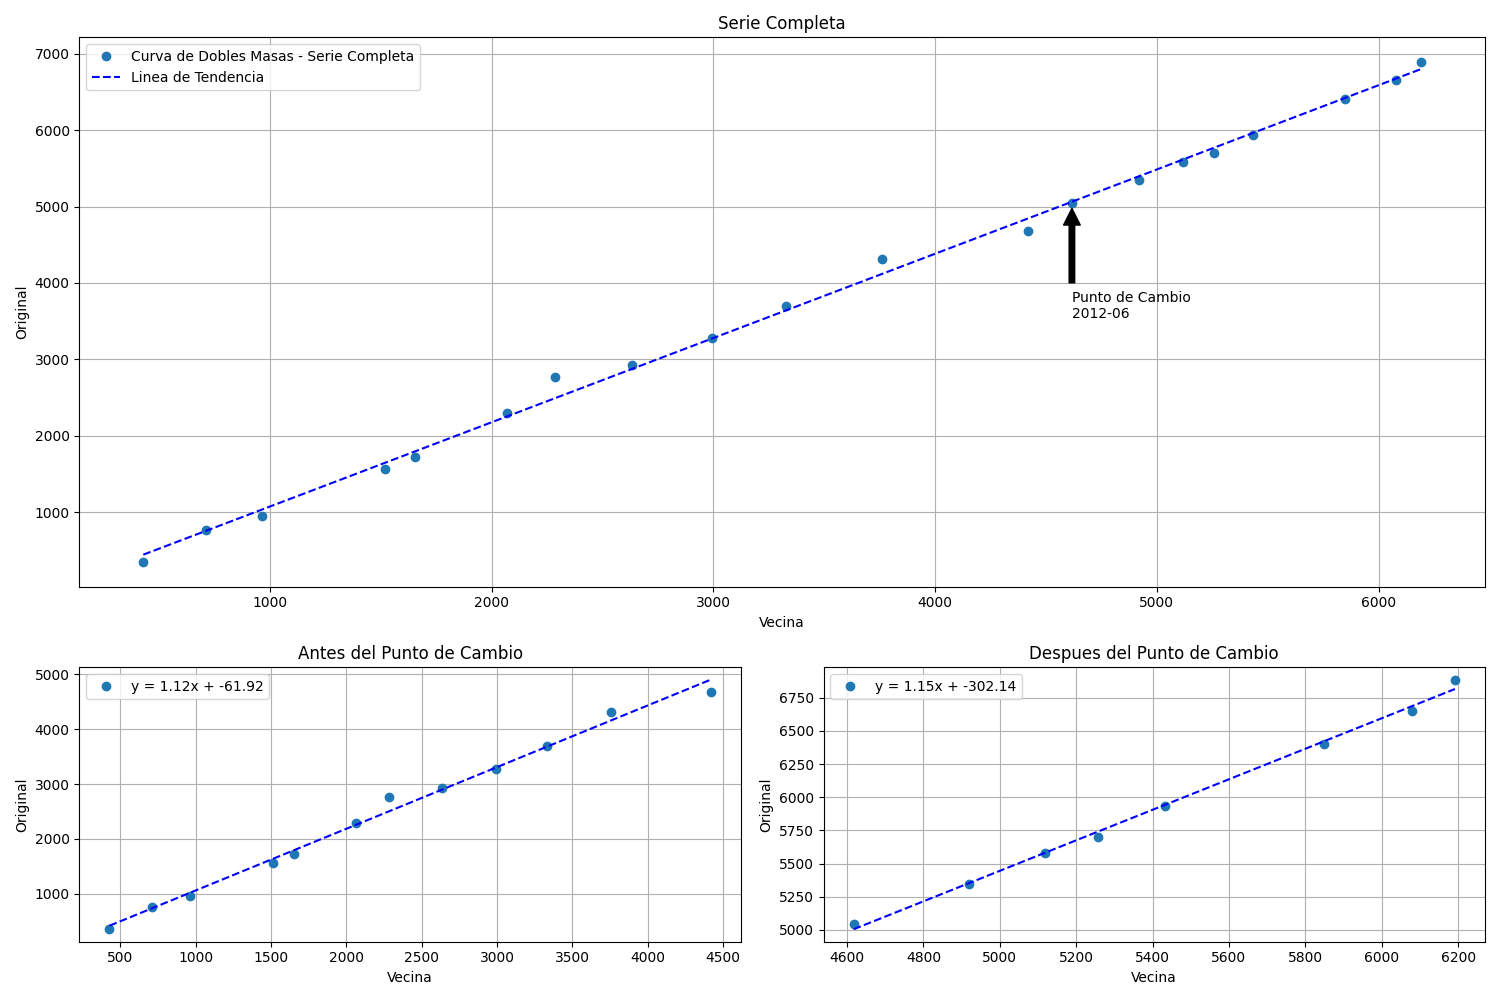 Serie Completa
Curva de Dobles Masas - Serie Completa
Linea de Tendencia
7000
6000
5000
4000
3000
2000
1000
Original
Punto de Cambio
2012-06
1000 2000 3000 4000 5000 6000
Vecina
Antes del Punto de Cambio
y = 1.12x + -61.92
5000
4000
3000
2000
1000
Original
500 1000 1500 2000 2500 3000 3500 4000 4500
Vecina
Despues del Punto de Cambio
y = 1.15x + -302.14
6750
6500
6250
6000
5750
5500
5250
5000
Original
4600 4800 5000 5200 5400 5600 5800 6000 6200
Vecina